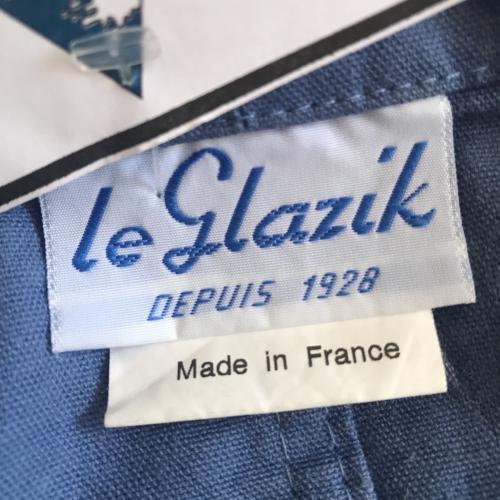 le Glazik
DEPUIS 1928
Made in France